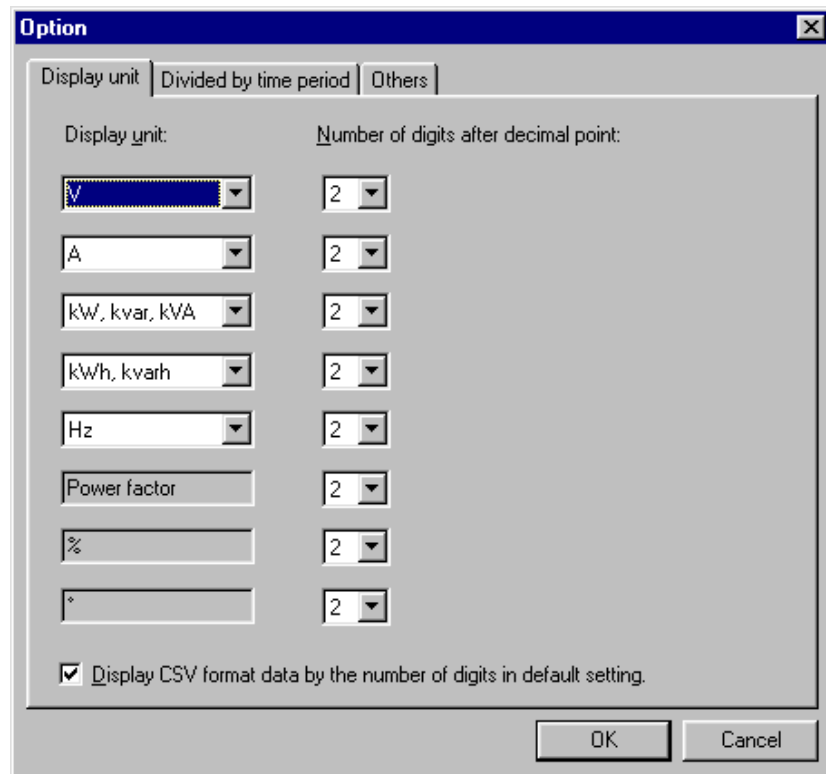 Option
Display unit Divided by time period Others
Display unit: Number of digits after decimal point:
V 2
A 2
kW, kvar, kVA 2
kWh, kvarh 2
Hz 2
Power factor 2
% 2
° 2
Display CSV format data by the number of digits in default setting.
OK Cancel